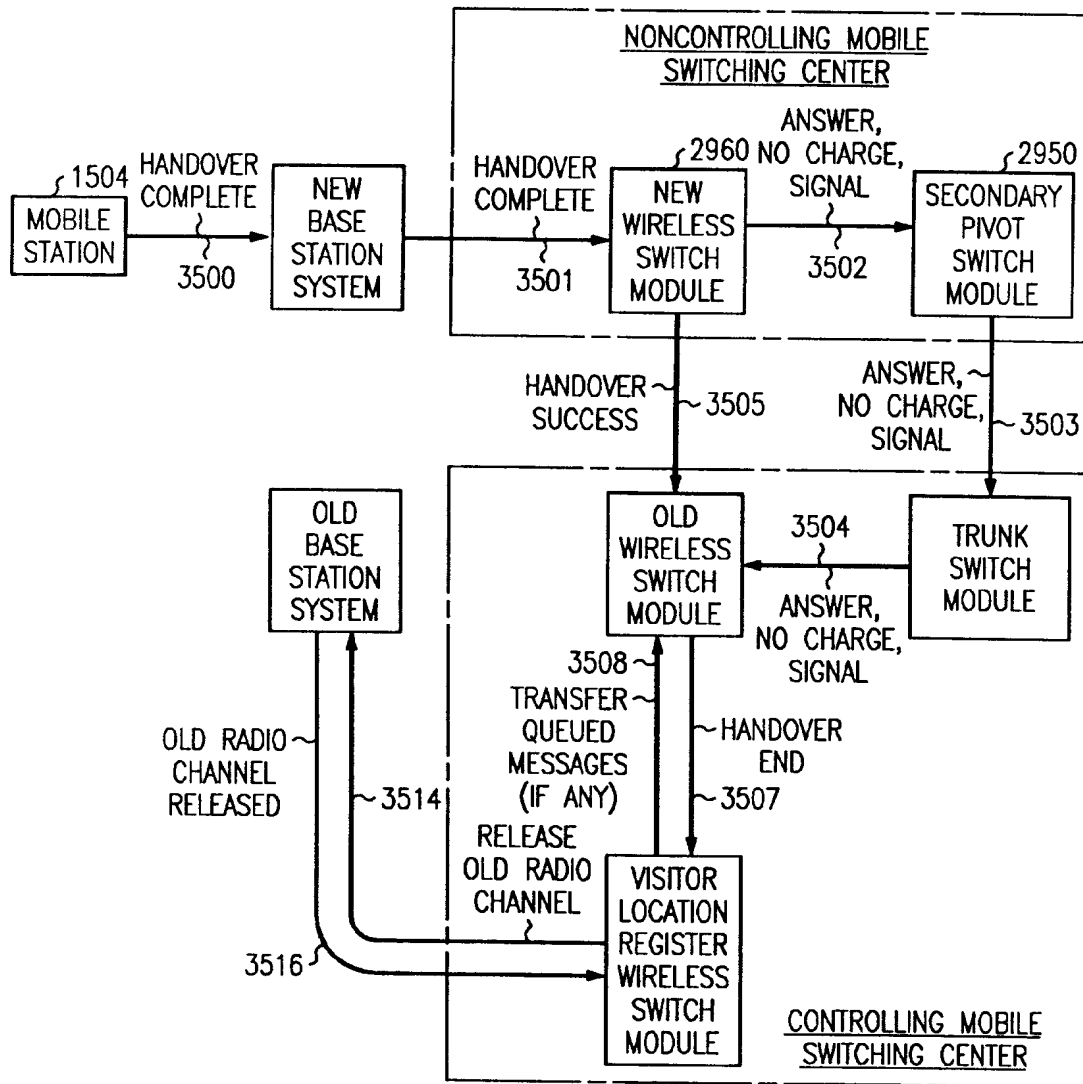 NONCONTROLLING MOBILE
SWITCHING CENTER
1504
MOBILE
STATION
HANDOVER
COMPLETE
3500
NEW
BASE
STATION
SYSTEM
HANDOVER
COMPLETE
3501
2960
NEW
WIRELESS
SWITCH
MODULE
ANSWER,
NO CHARGE,
SIGNAL
3502
2950
SECONDARY
PIVOT
SWITCH
MODULE
HANDOVER
SUCCESS
3505
ANSWER,
NO CHARGE,
SIGNAL
3503
OLD
BASE
STATION
SYSTEM
OLD
WIRELESS
SWITCH
MODULE
3504
ANSWER,
NO CHARGE,
SIGNAL
TRUNK
SWITCH
MODULE
3508
TRANSFER
QUEUED
MESSAGES
(IF ANY)
HANDOVER
END
3507
OLD RADIO
CHANNEL
RELEASED
3514
RELEASE
OLD RADIO
CHANNEL
3516
VISITOR
LOCATION
REGISTER
WIRELESS
SWITCH
MODULE
CONTROLLING MOBILE
SWITCHING CENTER